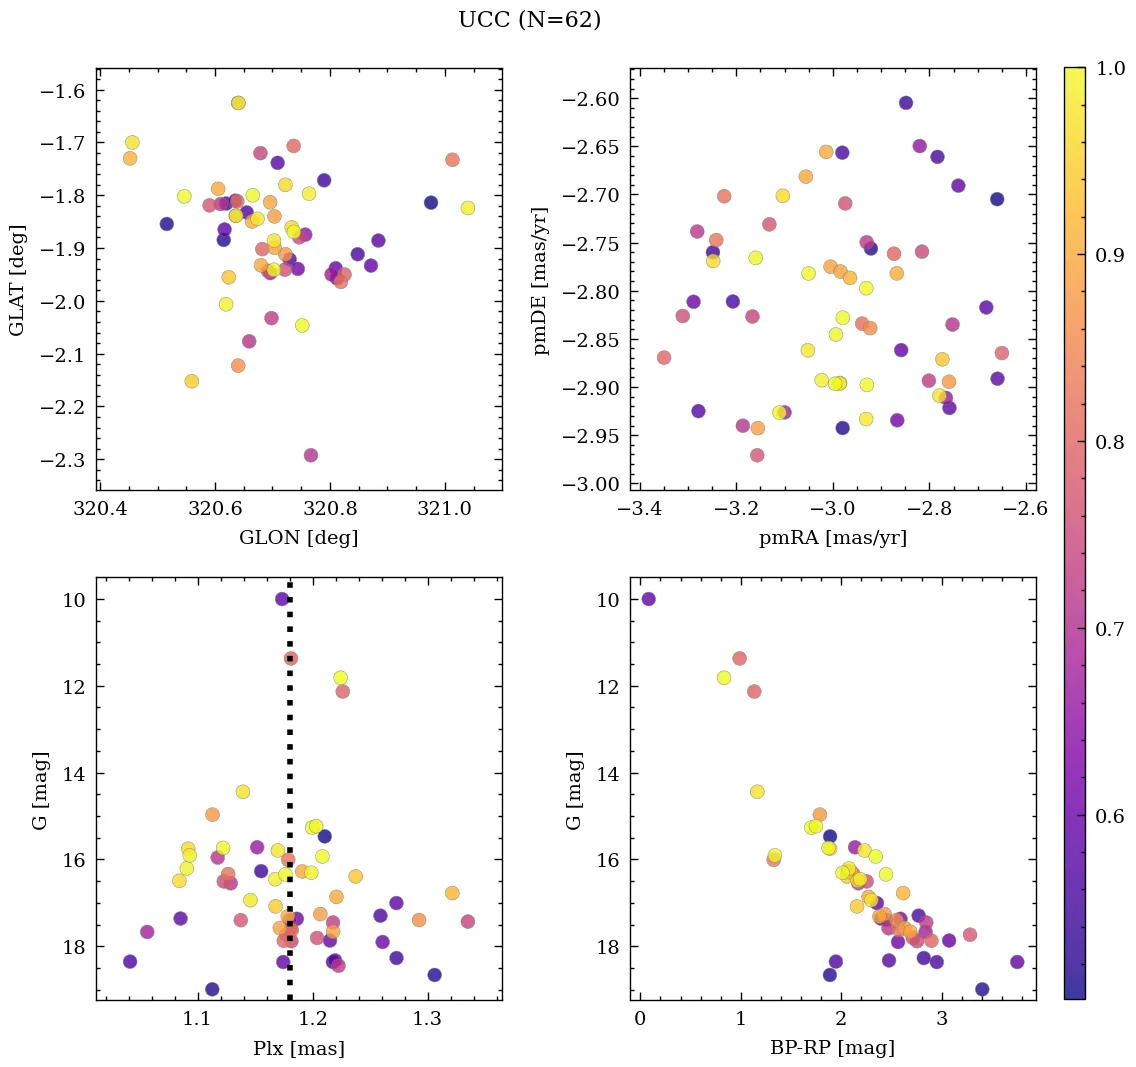 UCC (N=62)
−1.6
−1.7
−1.8
−1.9
−2.0
−2.1
−2.2
−2.3
GLAT [deg]
320.4 320.6 320.8 321.0
GLON [deg]
−2.60
−2.65
−2.70
−2.75
−2.80
−2.85
−2.90
−2.95
−3.00
pmDE [mas/yr]
−3.4 −3.2 −3.0 −2.8 −2.6
pmRA [mas/yr]
1.0
0.9
0.8
0.7
0.6
10
12
14
16
18
G [mag]
1.1 1.2 1.3
Plx [mas]
10
12
14
16
18
G [mag]
0 1 2 3
BP-RP [mag]